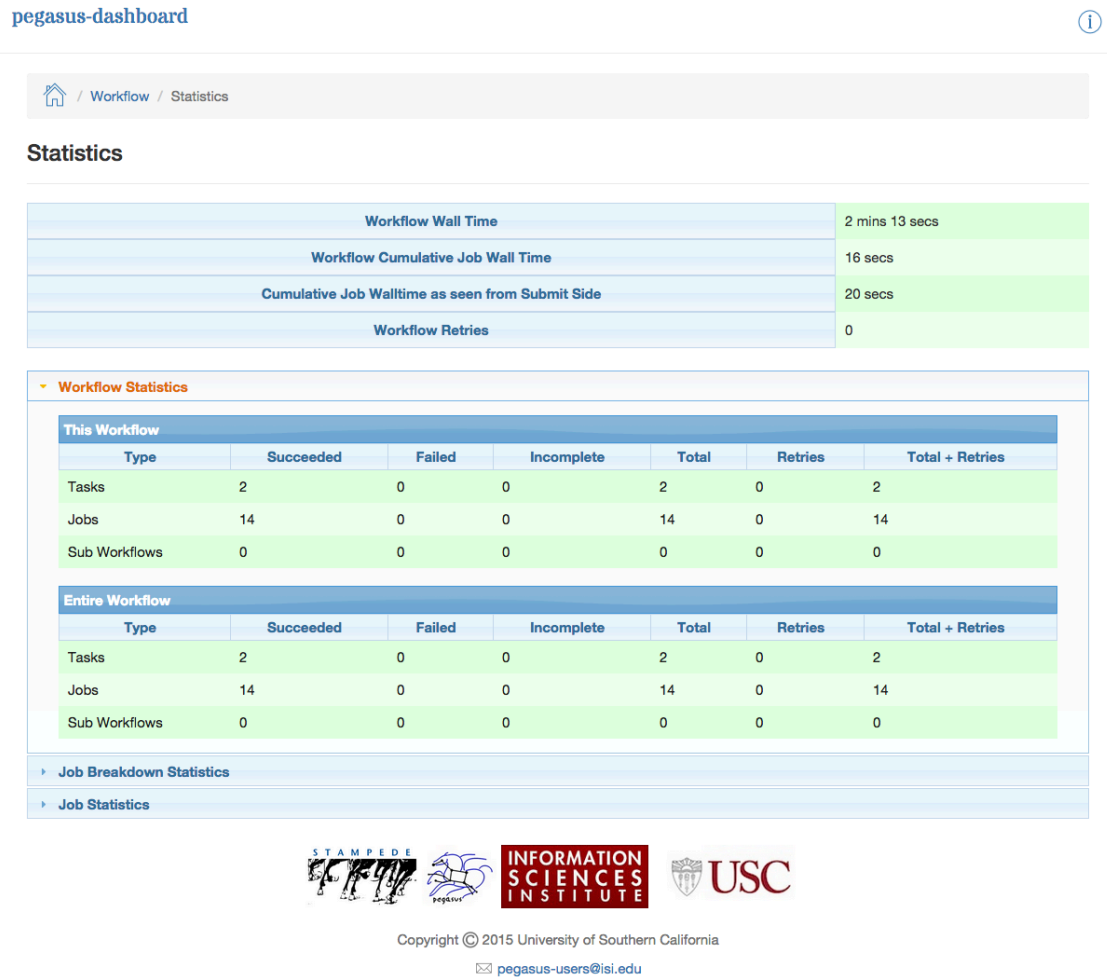 pegasus-dashboard
/ Workflow / Statistics
Statistics
Workflow Wall Time 2 mins 13 secs
Workflow Cumulative Job Wall Time 16 secs
Cumulative Job Walltime as seen from Submit Side 20 secs
Workflow Retries 0
Workflow Statistics
This Workflow
Type Succeeded Failed Incomplete Total Retries Total + Retries
Tasks 2 0 0 2 0 2
Jobs 14 0 0 14 0 14
Sub Workflows 0 0 0 0 0 0
Entire Workflow
Type Succeeded Failed Incomplete Total Retries Total + Retries
Tasks 2 0 0 2 0 2
Jobs 14 0 0 14 0 14
Sub Workflows 0 0 0 0 0 0
Job Breakdown Statistics
Job Statistics
STAMPEDE
pegasus
INFORMATION
SCIENCES
INSTITUTE
USC
Copyright © 2015 University of Southern California
pegasus-users@isi.edu